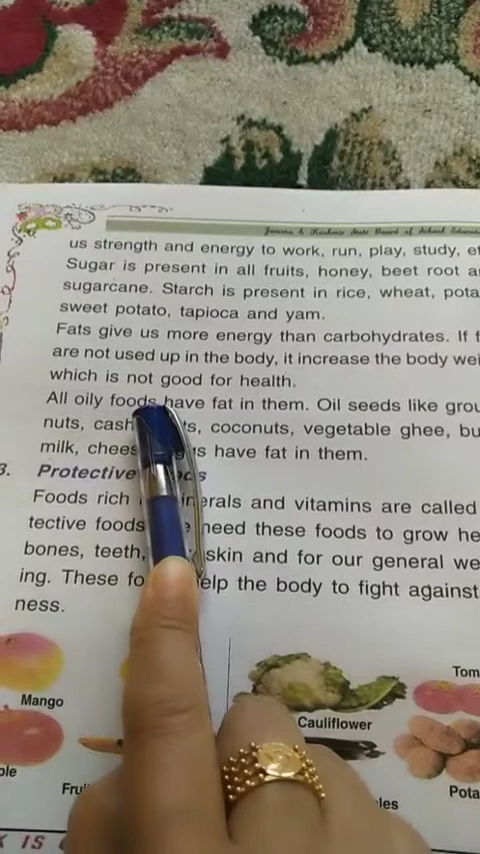 Jammu & Kashmir State Board of School Education
us strength and energy to work, run, play, study, et
Sugar is present in all fruits, honey, beet root a
sugarcane. Starch is present in rice, wheat, pota
sweet potato, tapioca and yam.
Fats give us more energy than carbohydrates. If f
are not used up in the body, it increase the body wei
which is not good for health.
All oily foods have fat in them. Oil seeds like grou
nuts, cash ts, coconuts, vegetable ghee, bu
milk, chees s have fat in them.
3. Protective ds
Foods rich erals and vitamins are called
tective foods need these foods to grow he
bones, teeth, skin and for our general we
ing. These fo elp the body to fight against
ness.
Mango
Cauliflower
Tom
ple
Fru
les
Pota
K IS